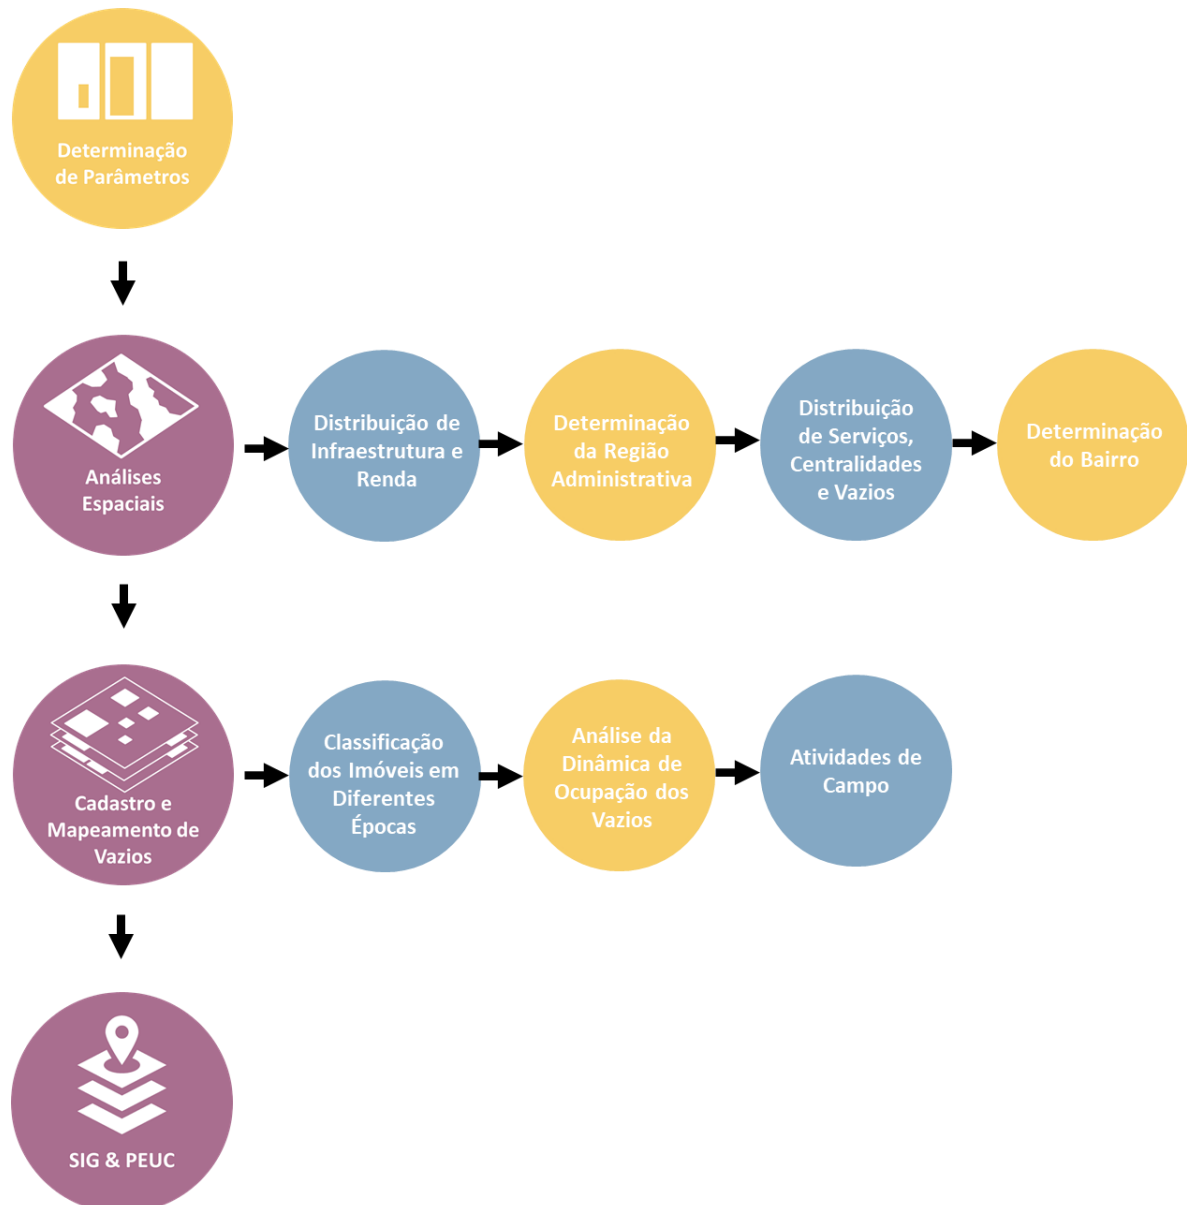 Determinação
de Parâmetros
Análises
Espaciais
Distribuição de
Infraestrutura e
Renda
Determinação
da Região
Administrativa
Distribuição
de Serviços,
Centralidades
e Vazios
Determinação
do Bairro
Cadastro e
Mapeamento de
Vazios
Classificação
dos Imóveis em
Diferentes
Épocas
Análise da
Dinâmica de
Ocupação dos
Vazios
Atividades de
Campo
SIG & PEUC